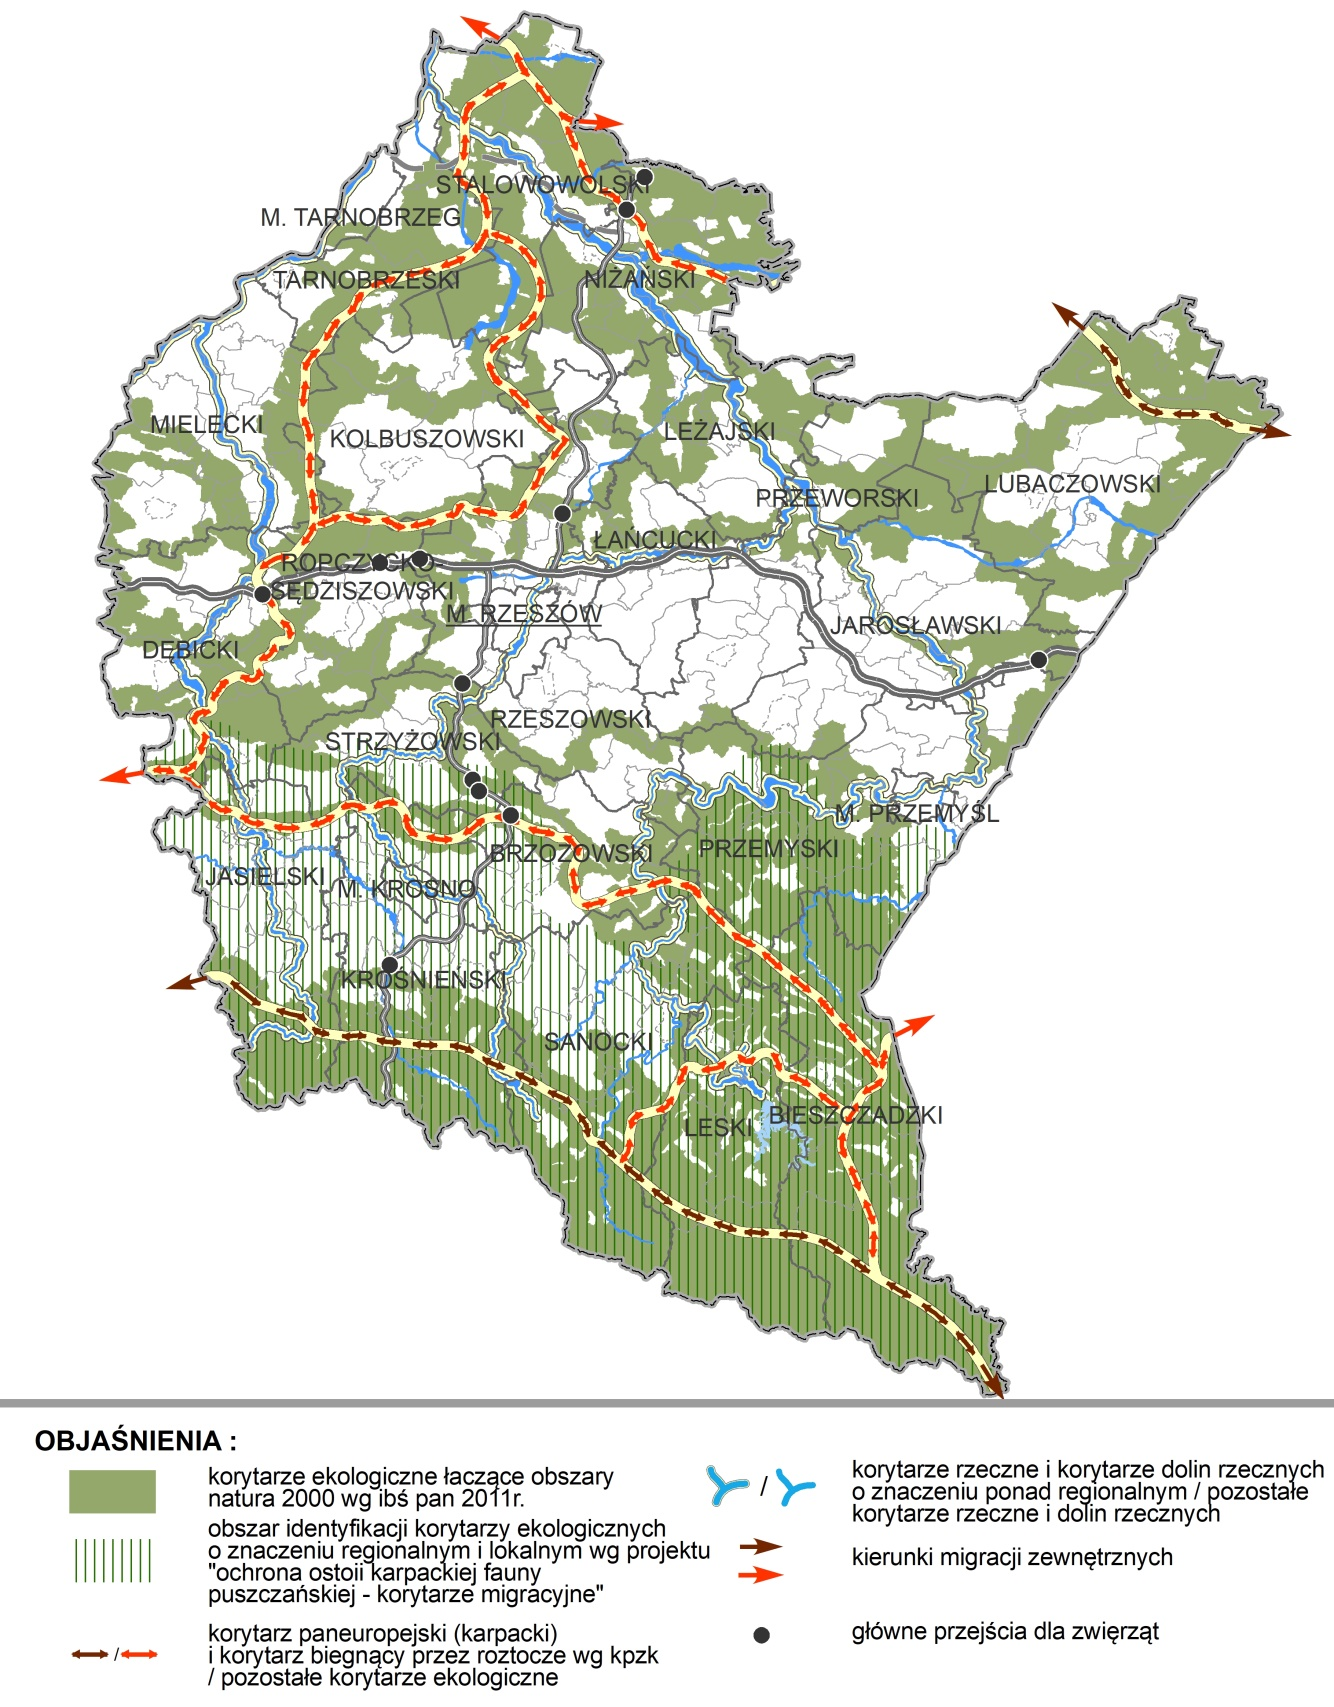 STALOWOWOLSKI
M. TARNOBRZEG
TARNOBRZESKI
NIŻAŃSKI
MIELECKI
KOLBUSZOWSKI
LEŻAJSKI
LUBACZOWSKI
PRZEWORSKI
ŁAŃCUCKI
ROPCZYCKO
SĘDZISZOWSKI
M. RZESZÓW
JAROSŁAWSKI
DĘBICKI
RZESZOWSKI
STRZYŻOWSKI
M. PRZEMYŚL
BRZOZOWSKI
PRZEMYSKI
JASIELSKI
M. KROSNO
KROŚNIEŃSKI
SANOCKI
LESKI
BIESZCZADZKI
OBJAŚNIENIA :
korytarze ekologiczne łaczące obszary
natura 2000 wg ibś pan 2011r.
obszar identyfikacji korytarzy ekologicznych
o znaczeniu regionalnym i lokalnym wg projektu
"ochrona ostoii karpackiej fauny
puszczańskiej - korytarze migracyjne"
/
korytarz paneuropejski (karpacki)
i korytarz biegnący przez roztocze wg kpzk
/ pozostałe korytarze ekologiczne
/
korytarze rzeczne i korytarze dolin rzecznych
o znaczeniu ponad regionalnym / pozostałe
korytarze rzeczne i dolin rzecznych
kierunki migracji zewnętrznych
główne przejścia dla zwięrząt